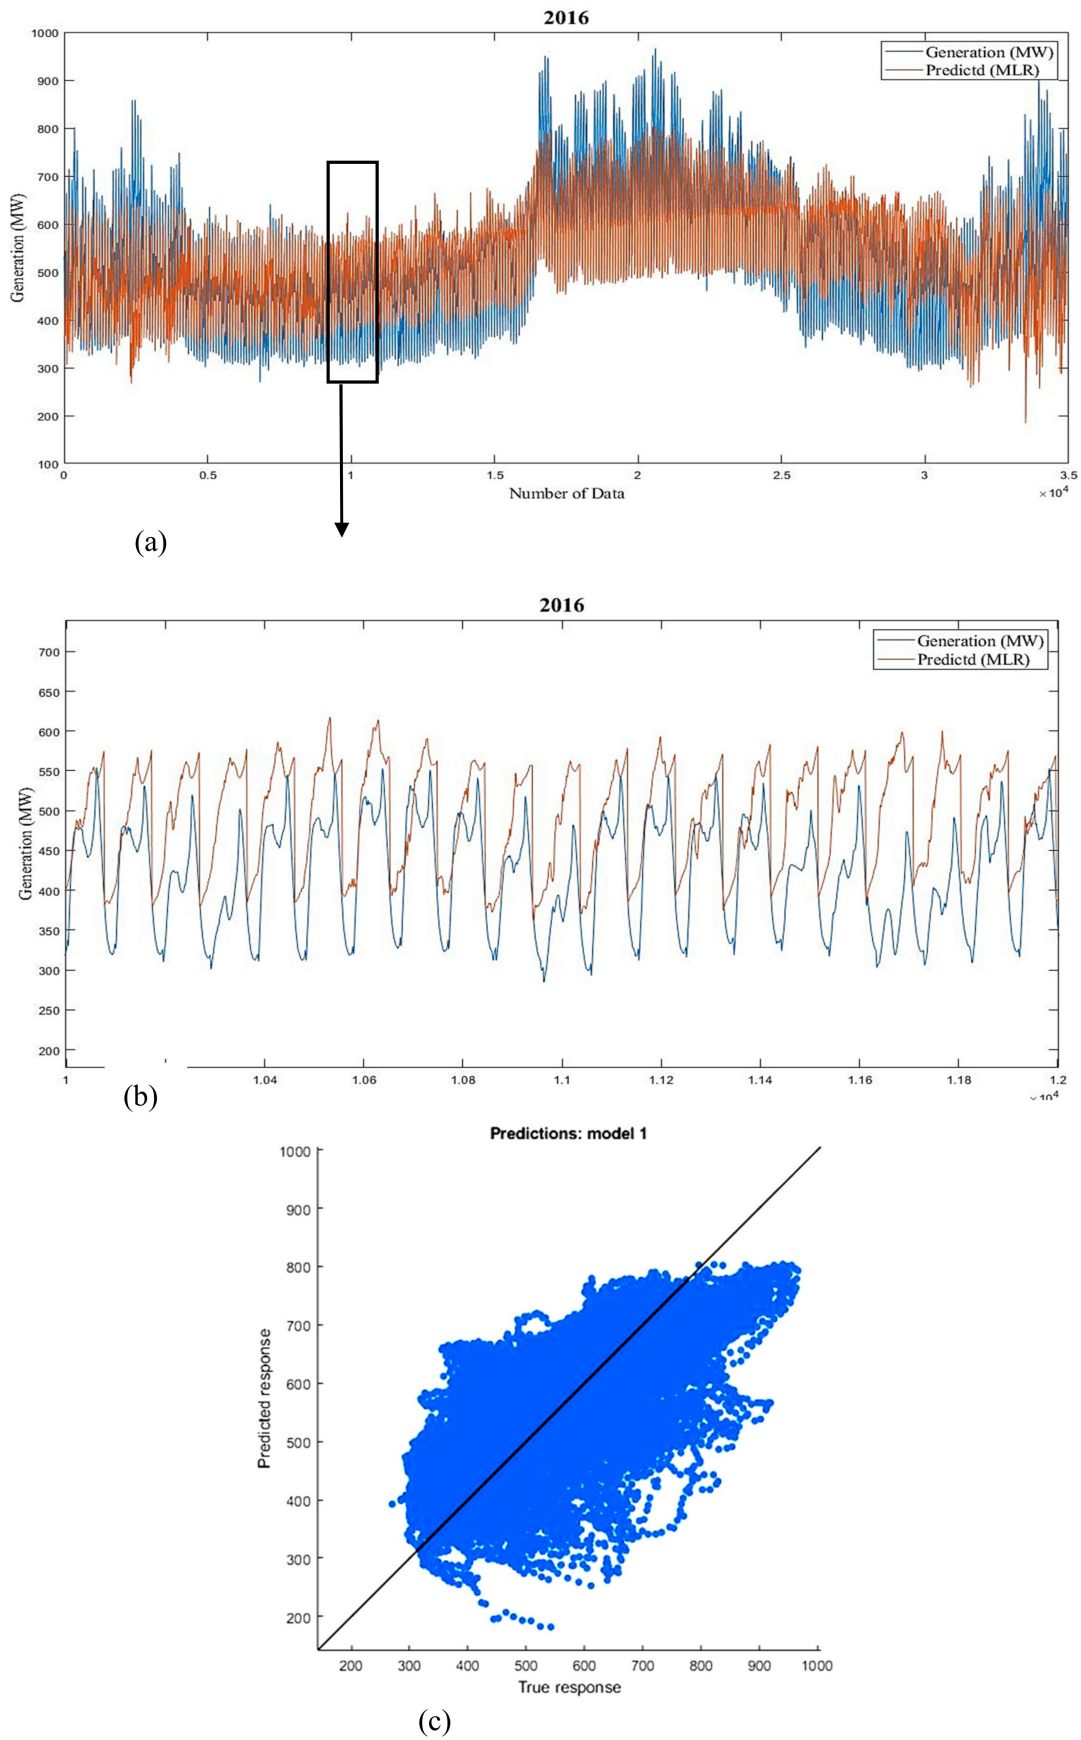 2016
1000
900
800
700
600
500
400
300
200
100
Generation (MW)
Generation (MW)
Predictd (MLR)
0 0.5 1 1.5 2 2.5 3 3.5
Number of Data
×10⁴
(a)
2016
700
650
600
550
500
450
400
350
300
250
200
Generation (MW)
Generation (MW)
Predictd (MLR)
1 1.04 1.06 1.08 1.1 1.12 1.14 1.16 1.18 1.2
×10⁴
(b)
Predictions: model 1
1000
900
800
700
600
500
400
300
200
Predicted response
200 300 400 500 600 700 800 900 1000
True response
(c)